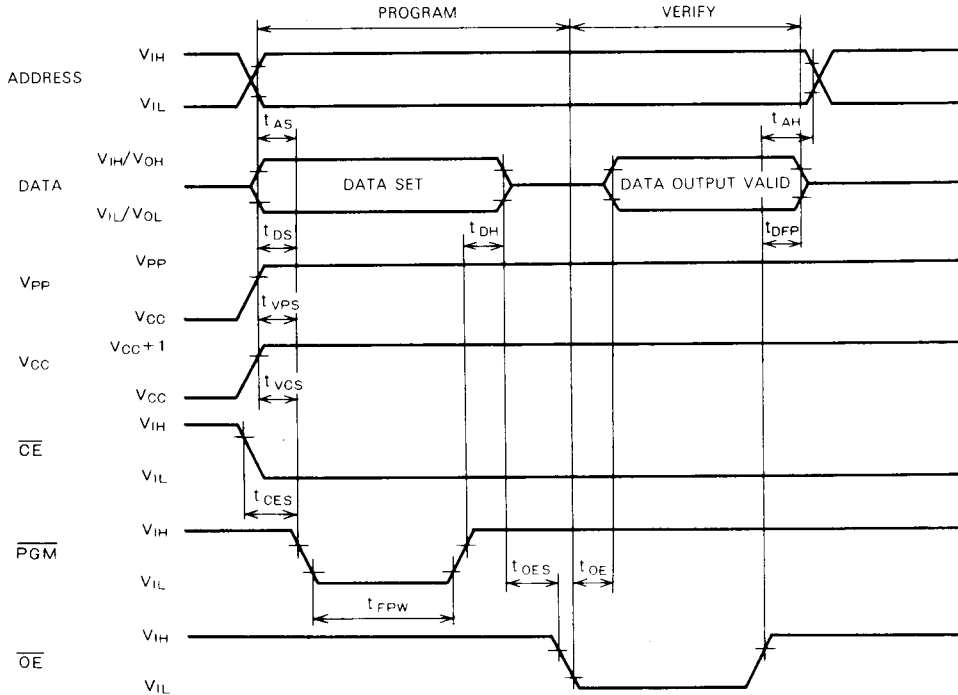 PROGRAM VERIFY
ADDRESS VIH
VIL
tAS tAH
DATA VIH/VOH
DATA SET DATA OUTPUT VALID
VIL/VOL
tDS tDH tDFP
VPP VPP
VCC
tVPS
VCC VCC+1
VCC
tVCS
CE VIH
VIL
tCES
PGM VIH
VIL
tOES tOE
tFPW
OE VIH
VIL